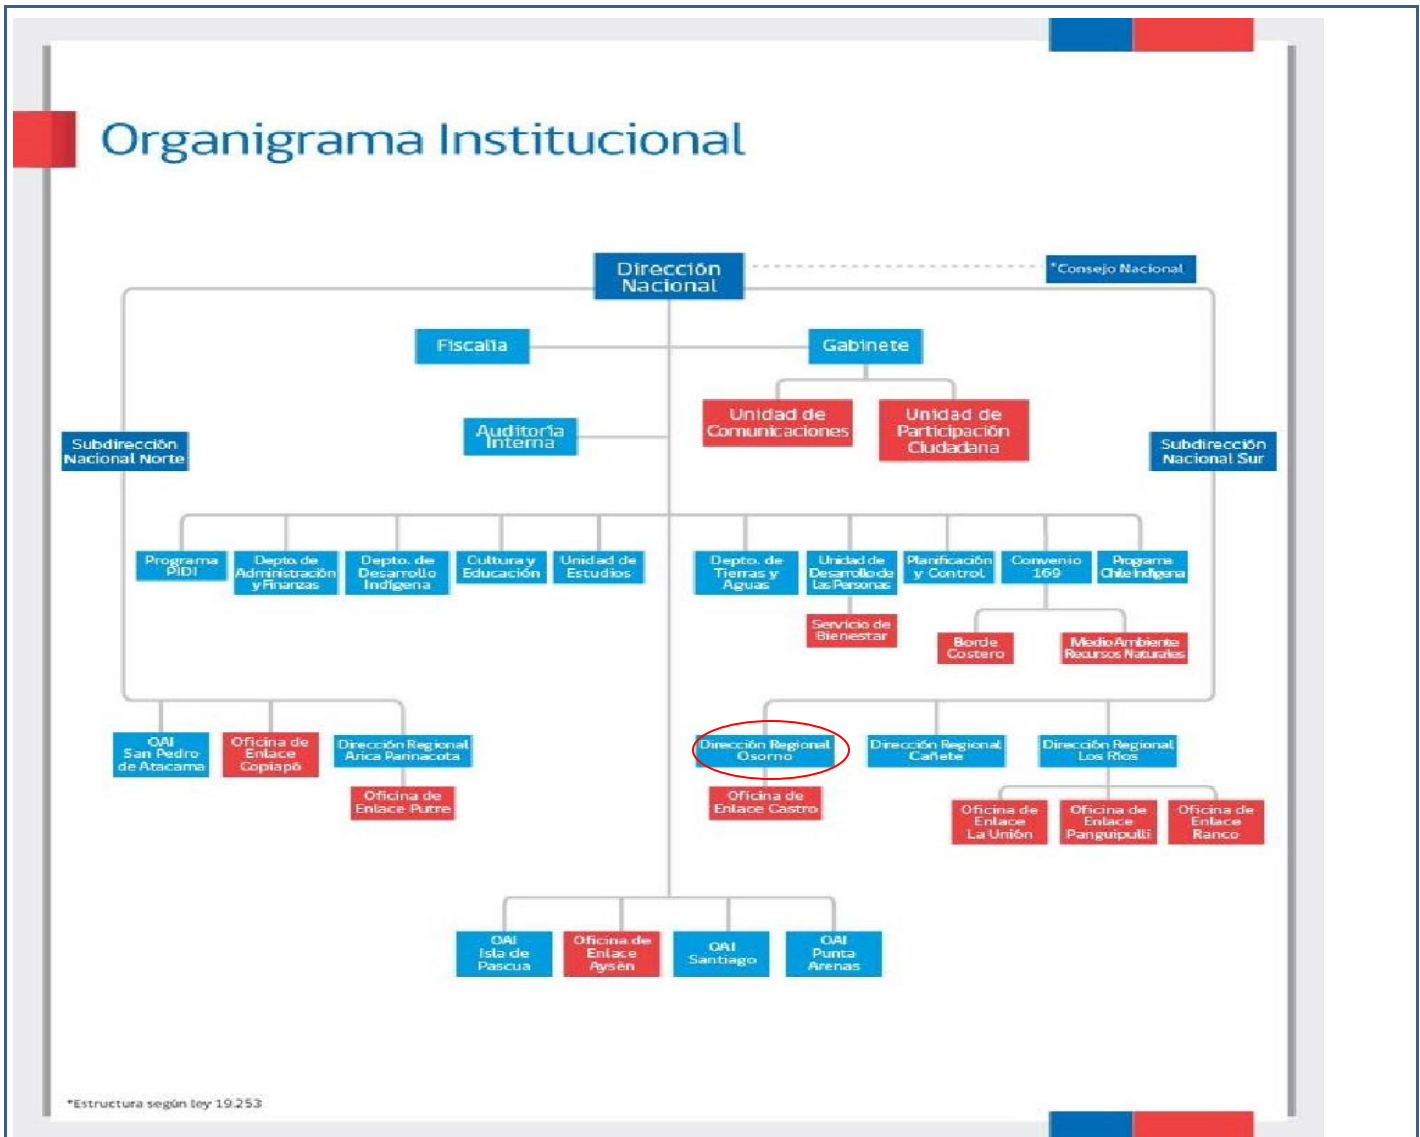 Organigrama Institucional
Dirección
Nacional
*Consejo Nacional
Fiscalía
Gabinete
Unidad de
Comunicaciones
Unidad de
Participación
Ciudadana
Auditoría
Interna
Subdirección
Nacional Norte
Subdirección
Nacional Sur
Programa
PIDI
Depto. de
Administración
y Finanzas
Depto. de
Desarrollo
Indígena
Cultura y
Educación
Unidad de
Estudios
Depto. de
Tierras y
Aguas
Unidad de
Desarrollo de
las Personas
Planificación
y Control
Convenio
169
Programa
Chile Indígena
Servicio de
Bienestar
Borde
Costero
Medio Ambiente
Recursos Naturales
OAI
San Pedro
de Atacama
Oficina de
Enlace
Copiapó
Dirección Regional
Arica Parinacota
Dirección Regional
Osorno
Dirección Regional
Cañete
Dirección Regional
Los Ríos
Oficina de
Enlace Putre
Oficina de
Enlace Castro
Oficina de
Enlace
La Unión
Oficina de
Enlace
Panguipulli
Oficina de
Enlace
Ranco
OAI
Isla de
Pascua
Oficina de
Enlace
Aysén
OAI
Santiago
OAI
Punta
Arenas
*Estructura según ley 19.253